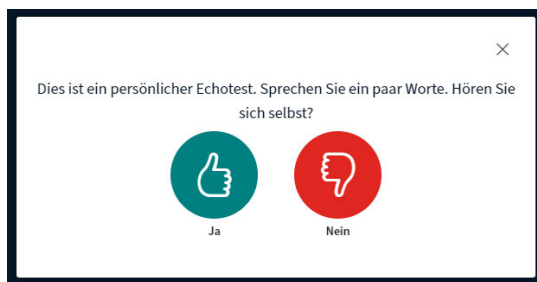 Dies ist ein persönlicher Echotest. Sprechen Sie ein paar Worte. Hören Sie
sich selbst?
Ja
Nein